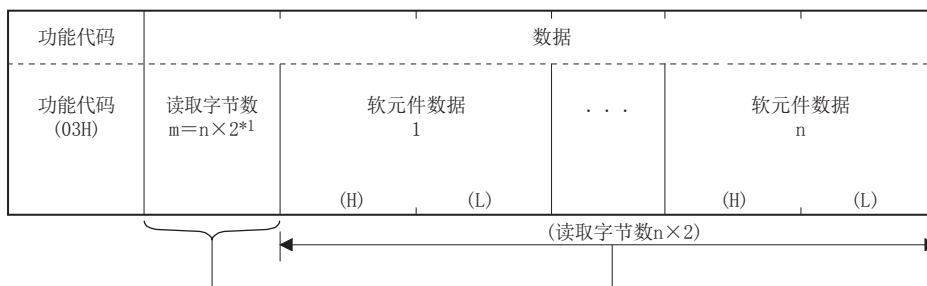 功能代码 数据
功能代码 读取字节数 软元件数据 . . . 软元件数据
(03H) m＝n×2*1 1 n
(H) (L) (H) (L)
(读取字节数n×2)